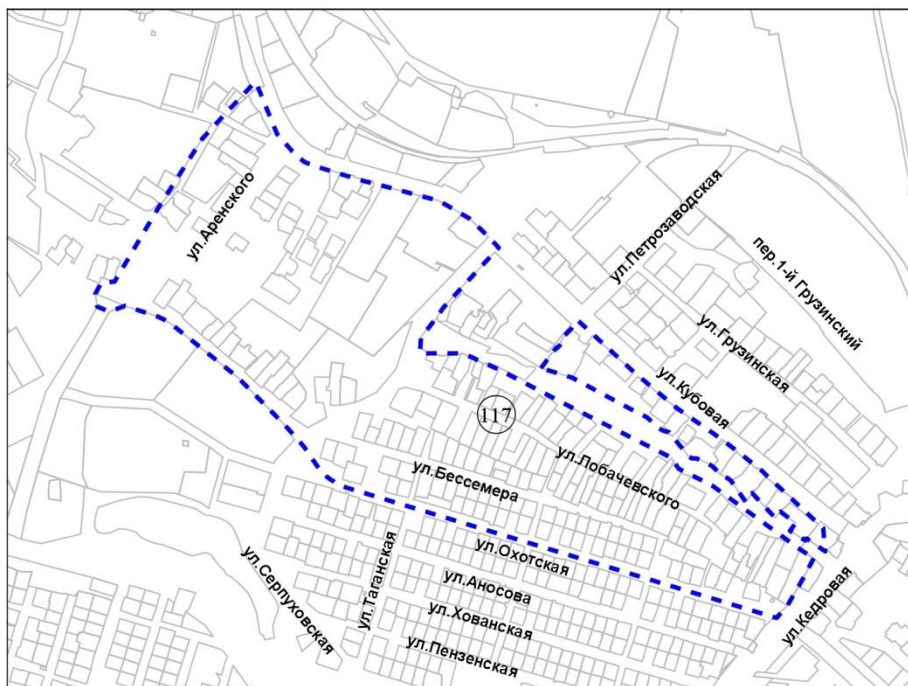 ул.Аренского
ул.Петрозаводская
пер.1-й Грузинский
ул.Грузинская
ул.Кубовая
117
ул.Лобачевского
ул.Бессемера
ул.Охотская
ул.Серпуховская
ул.Таганская
ул.Аносова
ул.Хованская
ул.Пензенская
ул.Кедровая